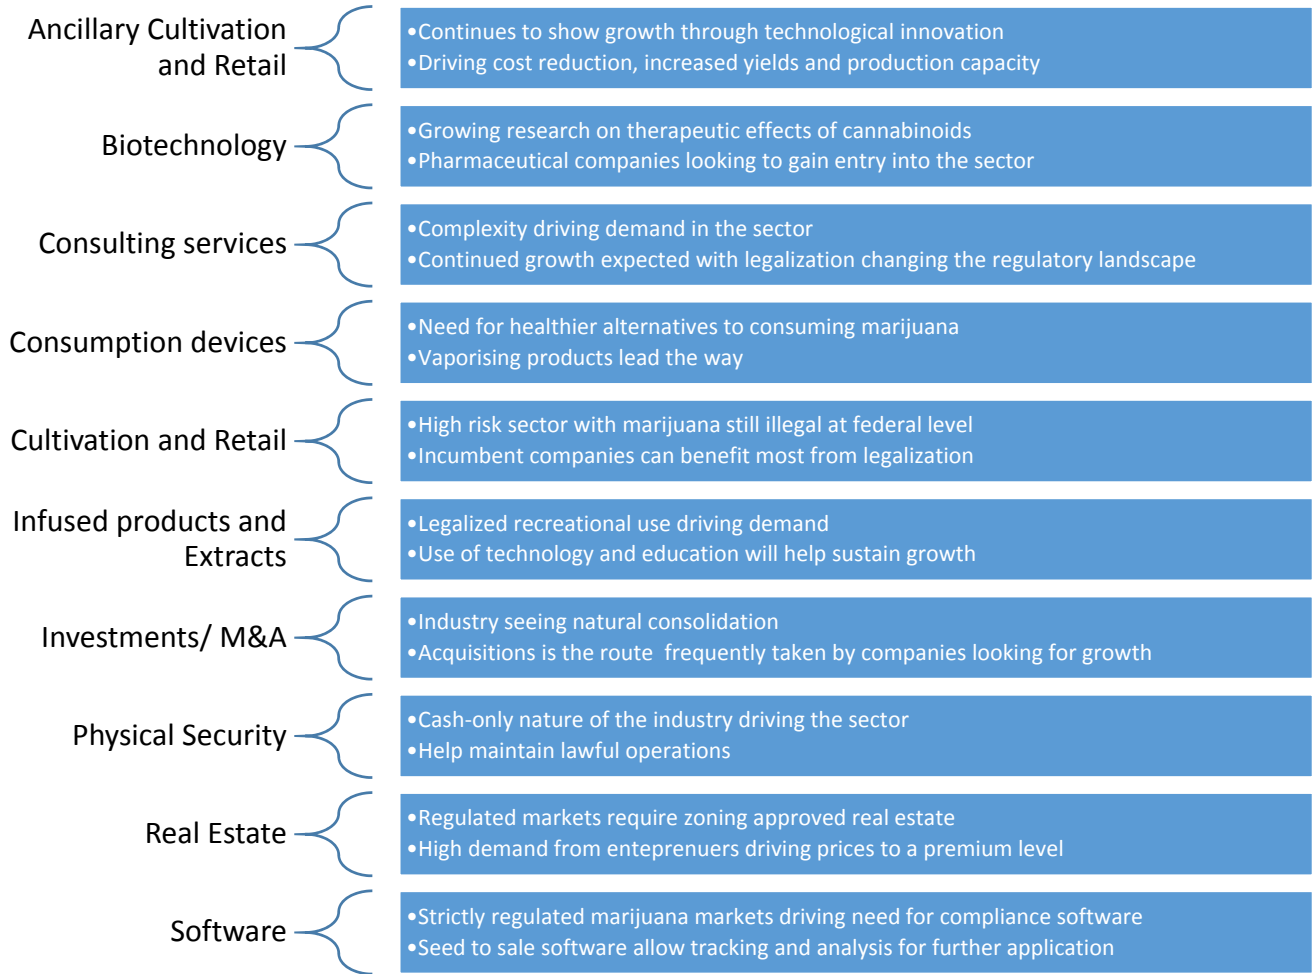 Ancillary Cultivation
and Retail
•Continues to show growth through technological innovation
•Driving cost reduction, increased yields and production capacity
Biotechnology
•Growing research on therapeutic effects of cannabinoids
•Pharmaceutical companies looking to gain entry into the sector
Consulting services
•Complexity driving demand in the sector
•Continued growth expected with legalization changing the regulatory landscape
Consumption devices
•Need for healthier alternatives to consuming marijuana
•Vaporising products lead the way
Cultivation and Retail
•High risk sector with marijuana still illegal at federal level
•Incumbent companies can benefit most from legalization
Infused products and
Extracts
•Legalized recreational use driving demand
•Use of technology and education will help sustain growth
Investments/ M&A
•Industry seeing natural consolidation
•Acquisitions is the route  frequently taken by companies looking for growth
Physical Security
•Cash-only nature of the industry driving the sector
•Help maintain lawful operations
Real Estate
•Regulated markets require zoning approved real estate
•High demand from enteprenuers driving prices to a premium level
Software
•Strictly regulated marijuana markets driving need for compliance software
•Seed to sale software allow tracking and analysis for further application